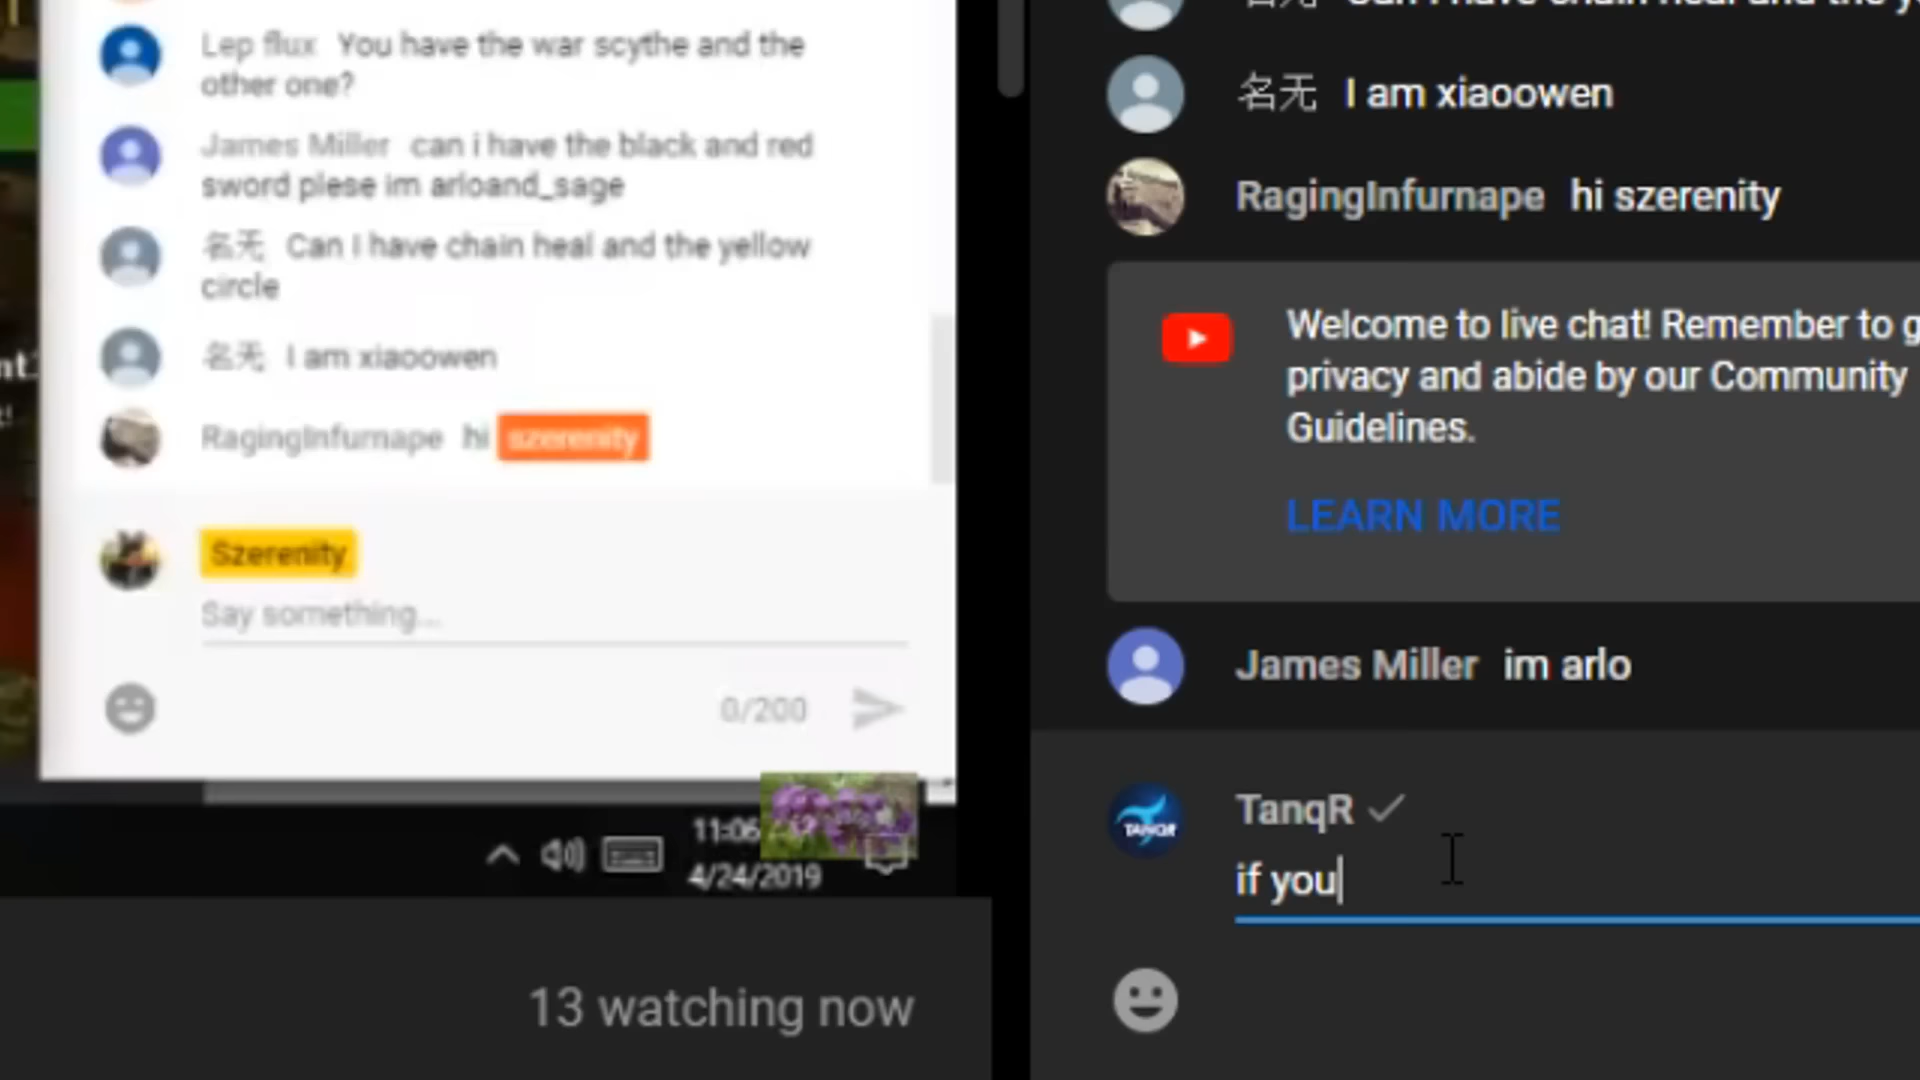 Lep flux You have the war scythe and the
other one?
James Miller can i have the black and red
sword plese im arloand_sage
名无 Can I have chain heal and the yellow
circle
名无 I am xiaoowen
RagingInfurnape hi szerenity
Szerenity
Say something...
0/200
11:06
4/24/2019
13 watching now
名无 I am xiaoowen
RagingInfurnape hi szerenity
Welcome to live chat! Remember to g
privacy and abide by our Community
Guidelines.
LEARN MORE
James Miller im arlo
TANQR
TanqR
if you